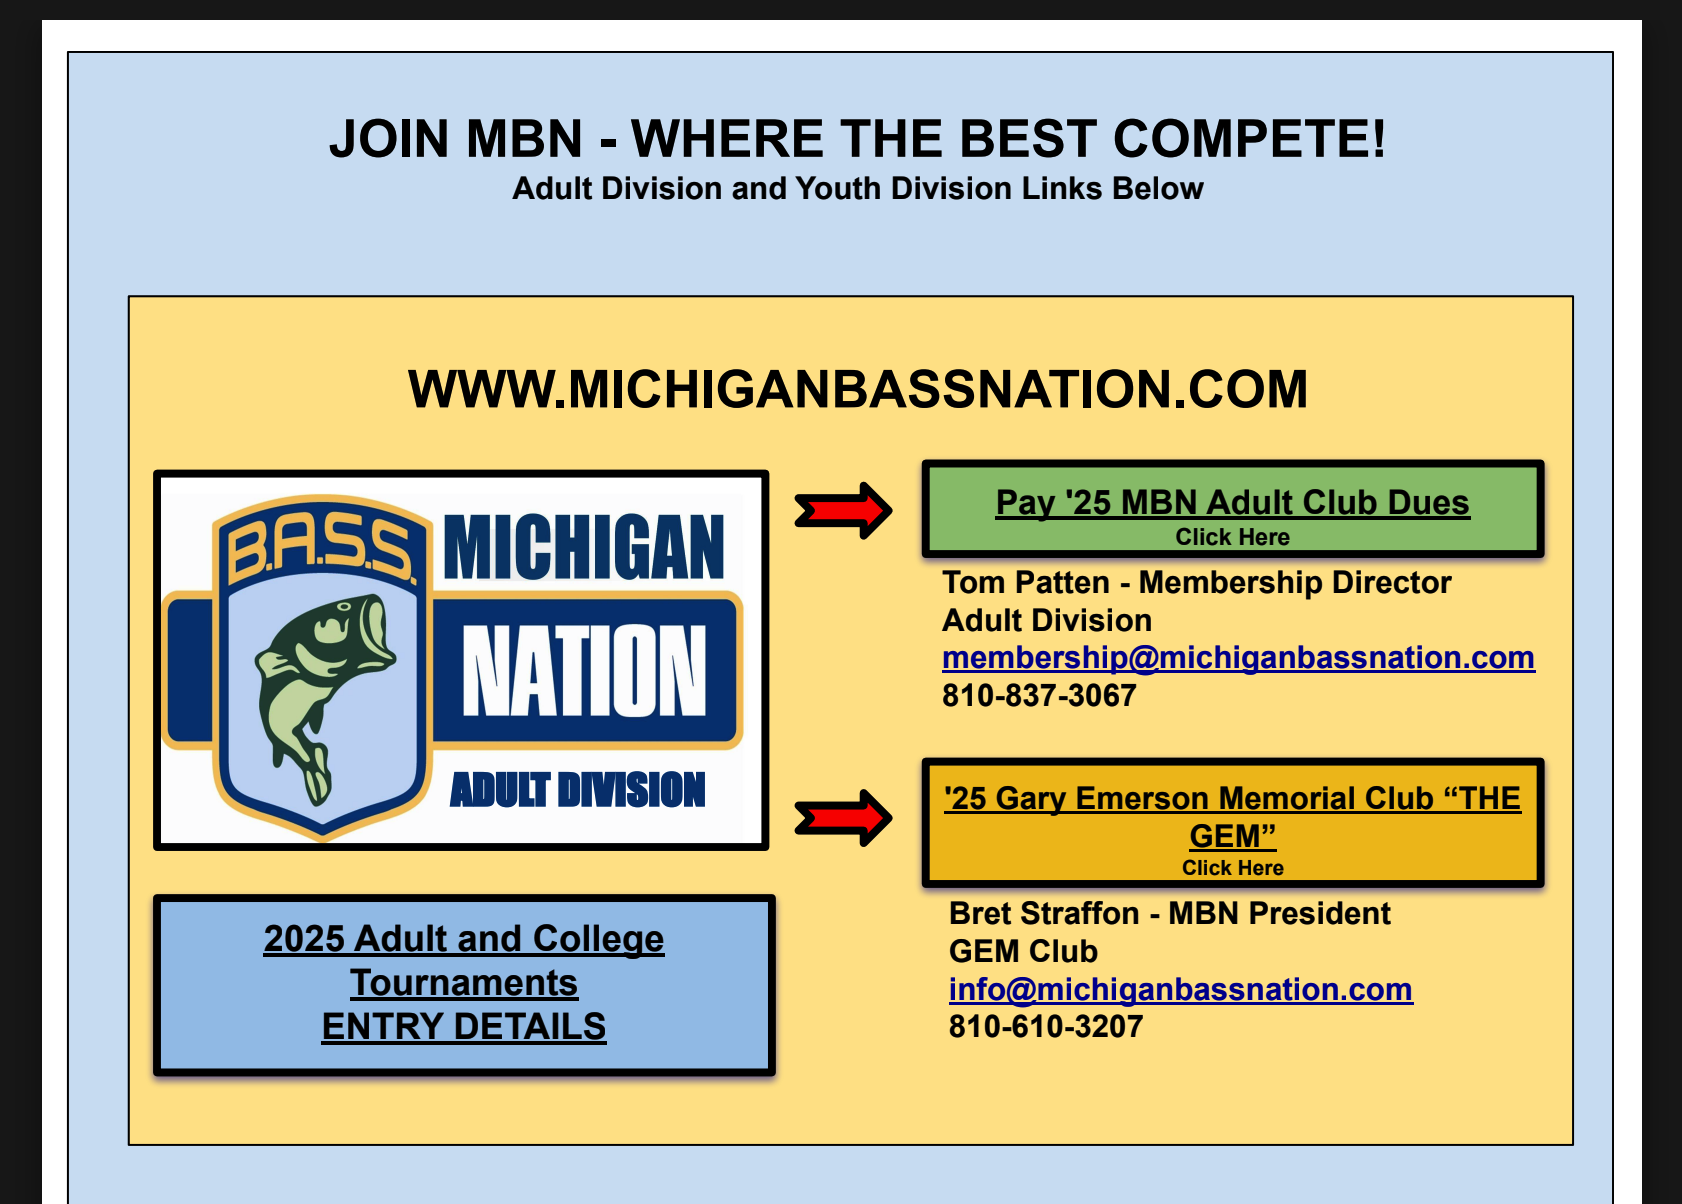 JOIN MBN - WHERE THE BEST COMPETE!
Adult Division and Youth Division Links Below
WWW.MICHIGANBASSNATION.COM
B.A.S.S.
MICHIGAN
NATION
ADULT DIVISION
Pay '25 MBN Adult Club Dues
Click Here
Tom Patten - Membership Director
Adult Division
membership@michiganbassnation.com
810-837-3067
'25 Gary Emerson Memorial Club “THE
GEM”
Click Here
Bret Straffon - MBN President
GEM Club
info@michiganbassnation.com
810-610-3207
2025 Adult and College
Tournaments
ENTRY DETAILS